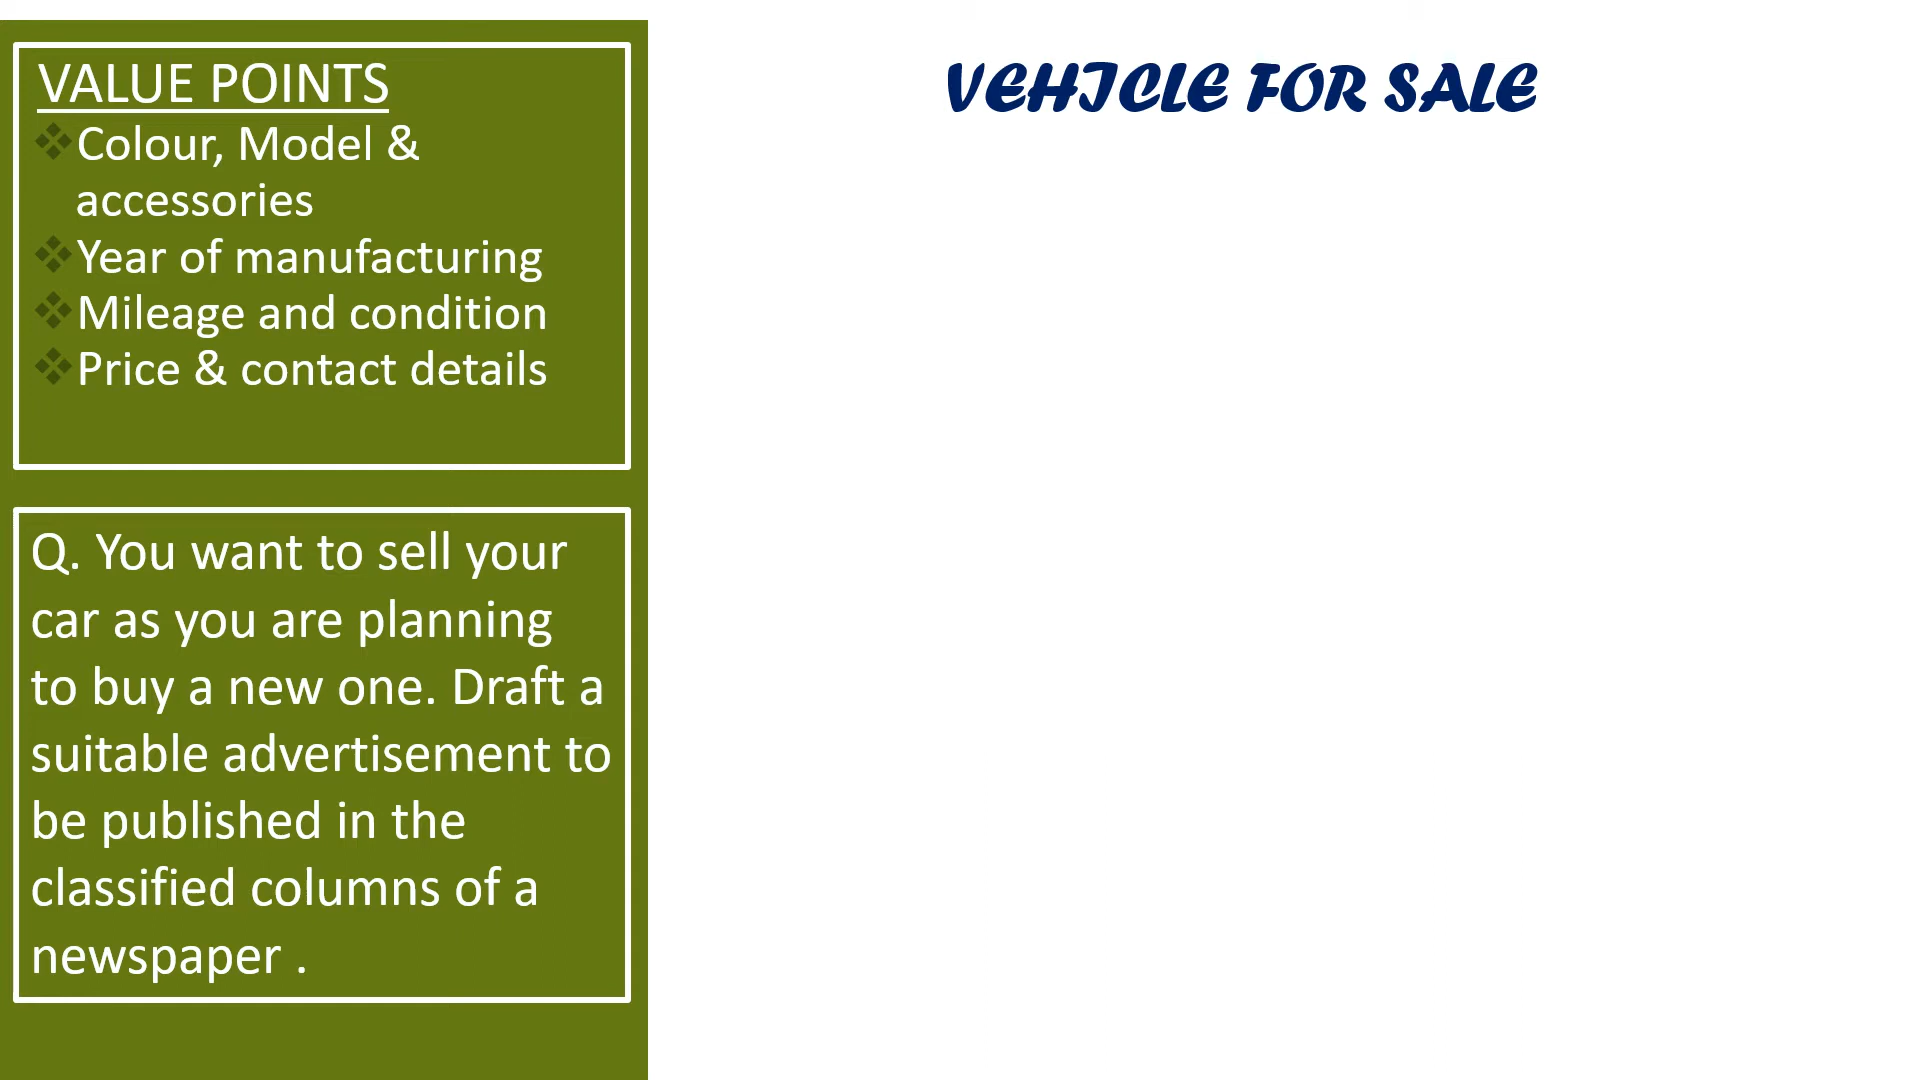 VALUE POINTS
❖Colour, Model &
accessories
❖Year of manufacturing
❖Mileage and condition
❖Price & contact details
Q. You want to sell your
car as you are planning
to buy a new one. Draft a
suitable advertisement to
be published in the
classified columns of a
newspaper .
VEHICLE FOR SALE